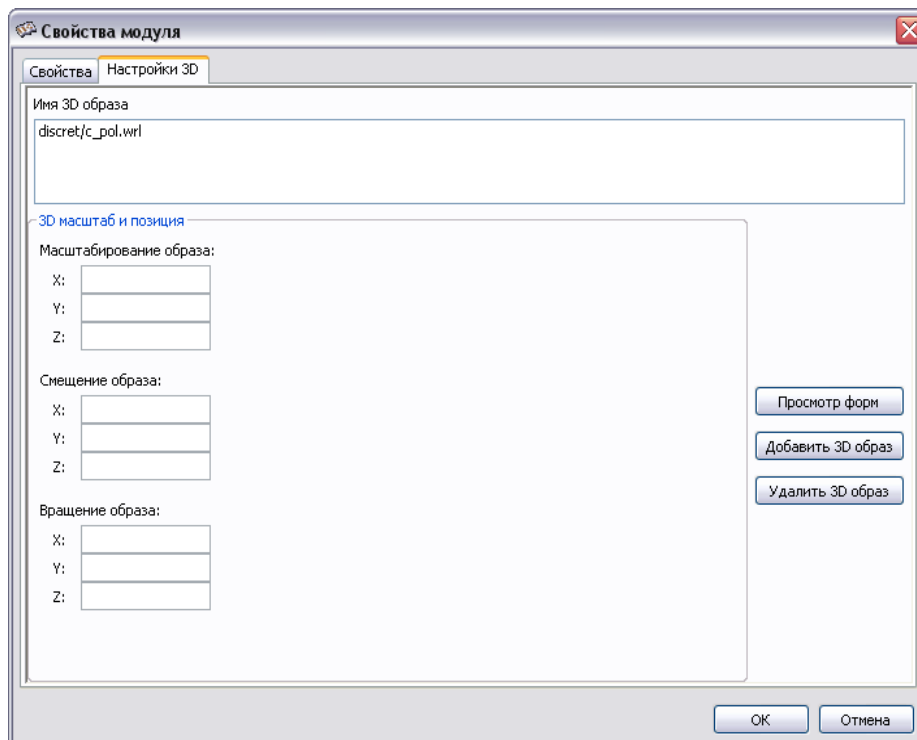 Свойства модуля
Свойства
Настройки 3D
Имя 3D образа
discret/c_pol.wrl
3D масштаб и позиция
Масштабирование образа:
X:
Y:
Z:
Смещение образа:
X:
Y:
Z:
Вращение образа:
X:
Y:
Z:
Просмотр форм
Добавить 3D образ
Удалить 3D образ
OK
Отмена